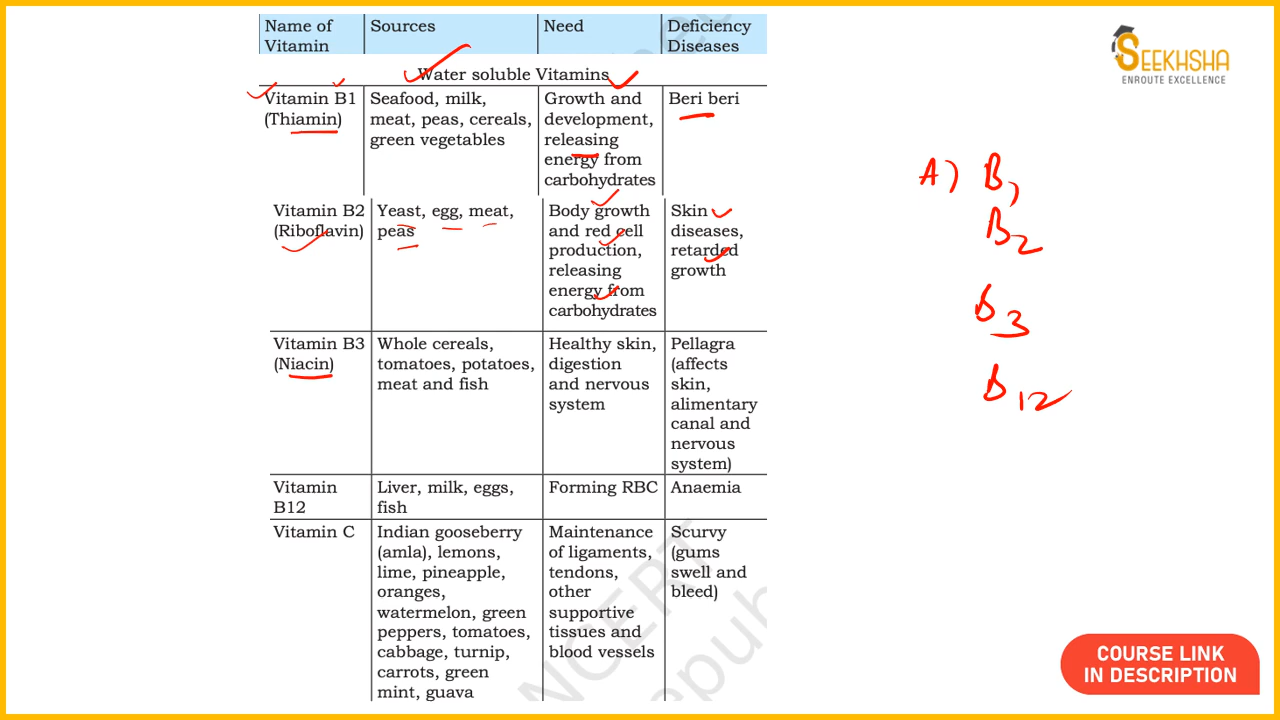 Name of Vitamin
Sources
Need
Deficiency Diseases
Water soluble Vitamins
Vitamin B1
(Thiamin)
Seafood, milk,
meat, peas, cereals,
green vegetables
Growth and
development,
releasing
energy from
carbohydrates
Beri beri
Vitamin B2
(Riboflavin)
Yeast, egg, meat,
peas
Body growth
and red cell
production,
releasing
energy from
carbohydrates
Skin
diseases,
retarded
growth
Vitamin B3
(Niacin)
Whole cereals,
tomatoes, potatoes,
meat and fish
Healthy skin,
digestion
and nervous
system
Pellagra
(affects
skin,
alimentary
canal and
nervous
system)
Vitamin
B12
Liver, milk, eggs,
fish
Forming RBC
Anaemia
Vitamin C
Indian gooseberry
(amla), lemons,
lime, pineapple,
oranges,
watermelon, green
peppers, tomatoes,
cabbage, turnip,
carrots, green
mint, guava
Maintenance
of ligaments,
tendons,
other
supportive
tissues and
blood vessels
Scurvy
(gums
swell and
bleed)
NCERT
SEEKHSHA
ENROUTE EXCELLENCE
A) B1
B2
B3
B12
COURSE LINK
IN DESCRIPTION